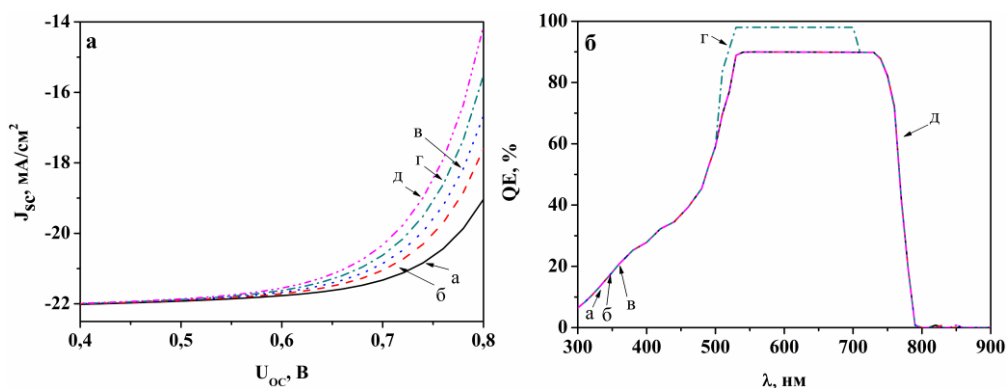 а
-14
-16
-18
-20
-22
J_SC, мА/см²
0,4
0,5
0,6
0,7
0,8
U_OC, В
в
г
д
а
б
б
100
80
60
40
20
0
QE, %
300
400
500
600
700
800
900
λ, нм
г
д
а
б
в